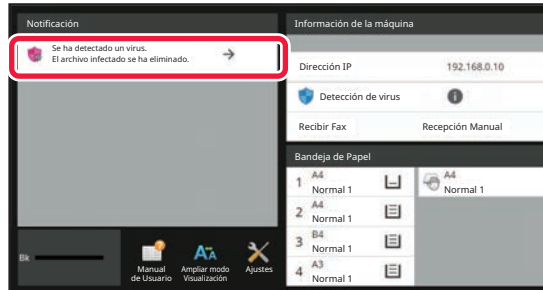 Notificación
Se ha detectado un virus.
El archivo infectado se ha eliminado.
Bk
Manual
de Usuario
Ampliar modo
Visualización
Ajustes
Información de la máquina
Dirección IP
192.168.0.10
Detección de virus
Recibir Fax
Recepción Manual
Bandeja de Papel
1 A4
Normal 1
A4
Normal 1
2 A4
Normal 1
3 B4
Normal 1
4 A3
Normal 1